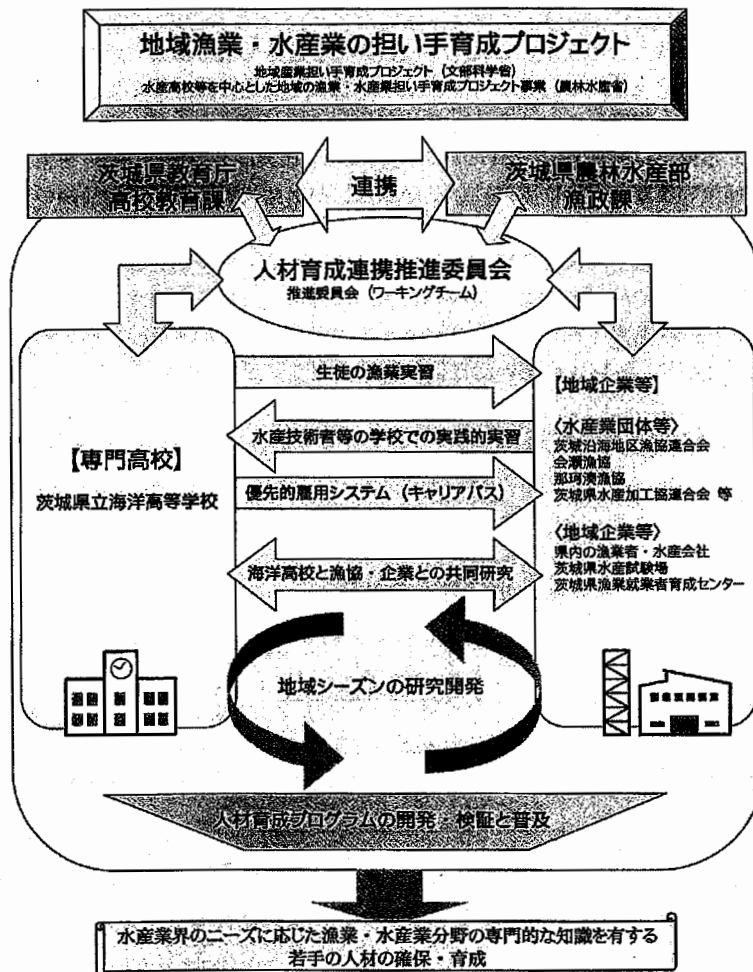 地域漁業・水産業の担い手育成プロジェクト
地域産業担い手育成プロジェクト（文部科学省）
水産高校等を中心とした地域の漁業・水産業担い手育成プロジェクト事業（農林水産省）
茨城県教育庁
高校教育課
連携
茨城県農林水産部
漁政課
人材育成連携推進委員会
推進委員会（ワーキングチーム）
【専門高校】
茨城県立海洋高等学校
生徒の漁業実習
水産技術者等の学校での実践的実習
優先的雇用システム（キャリアパス）
海洋高校と漁協・企業との共同研究
【地域企業等】
〈水産業団体等〉
茨城沿海地区漁協連合会
会瀬漁協
那珂湊漁協
茨城県水産加工協連合会 等
〈地域企業等〉
県内の漁業者・水産会社
茨城県水産試験場
茨城県漁業就業者育成センター
地域シーズンの研究開発
人材育成プログラムの開発・検証と普及
水産業界のニーズに応じた漁業・水産業分野の専門的な知識を有する
若手の人材の確保・育成